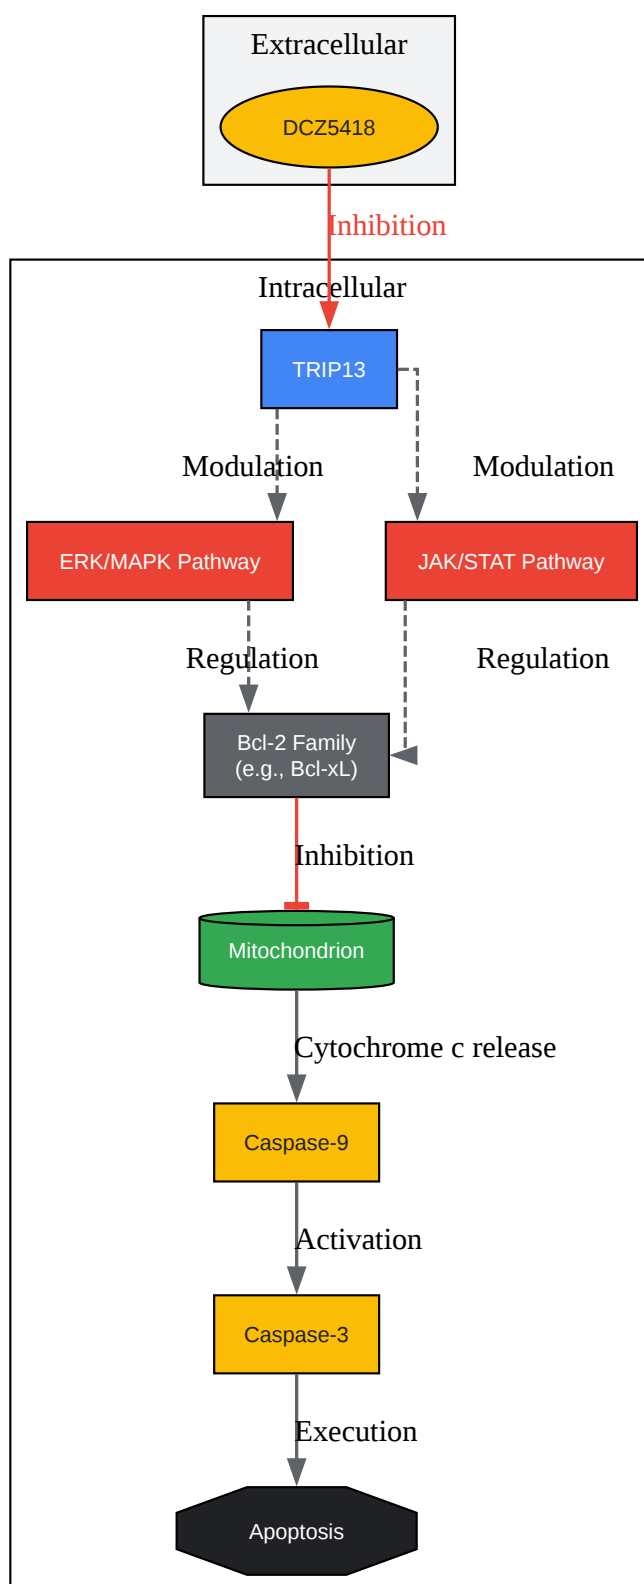 Extracellular
DCZ5418
Inhibition
Intracellular
TRIP13
Modulation
Modulation
ERK/MAPK Pathway
JAK/STAT Pathway
Regulation
Regulation
Bcl-2 Family
(e.g., Bcl-xL)
Inhibition
Mitochondrion
Cytochrome c release
Caspase-9
Activation
Caspase-3
Execution
Apoptosis